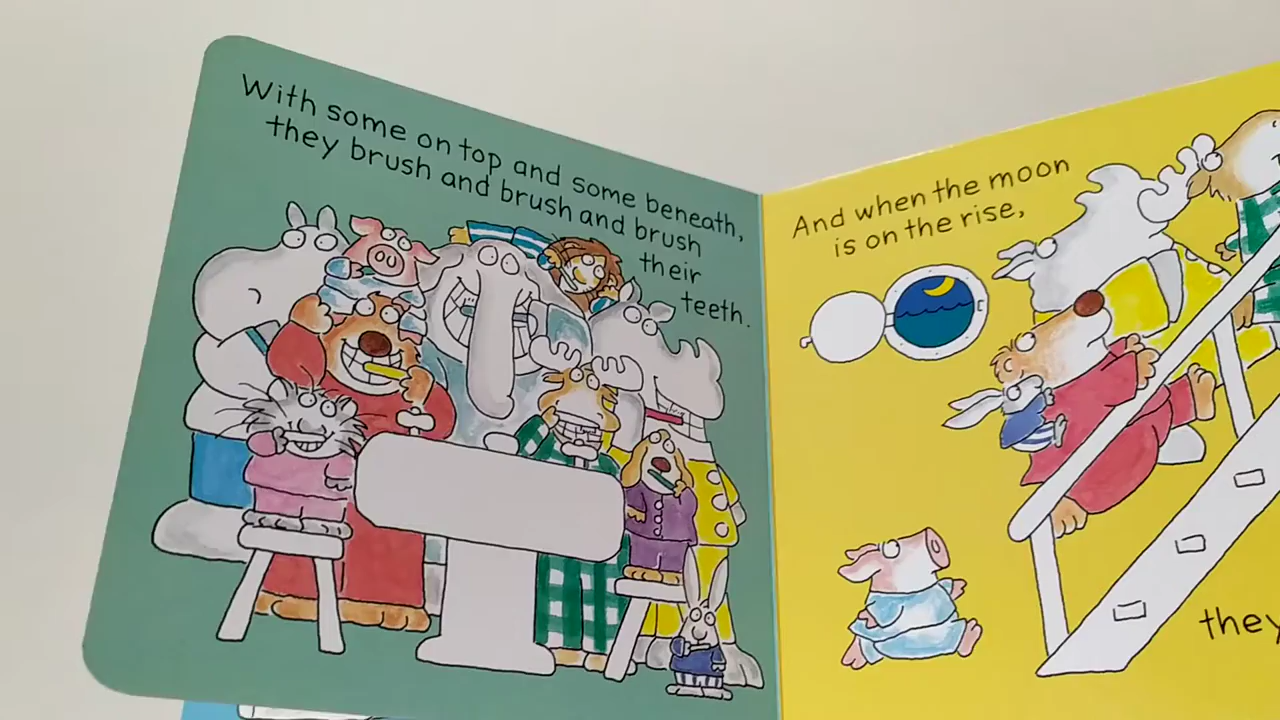 With some on top and some beneath,
they brush and brush and brush
their
teeth.
And when the moon
is on the rise,
they